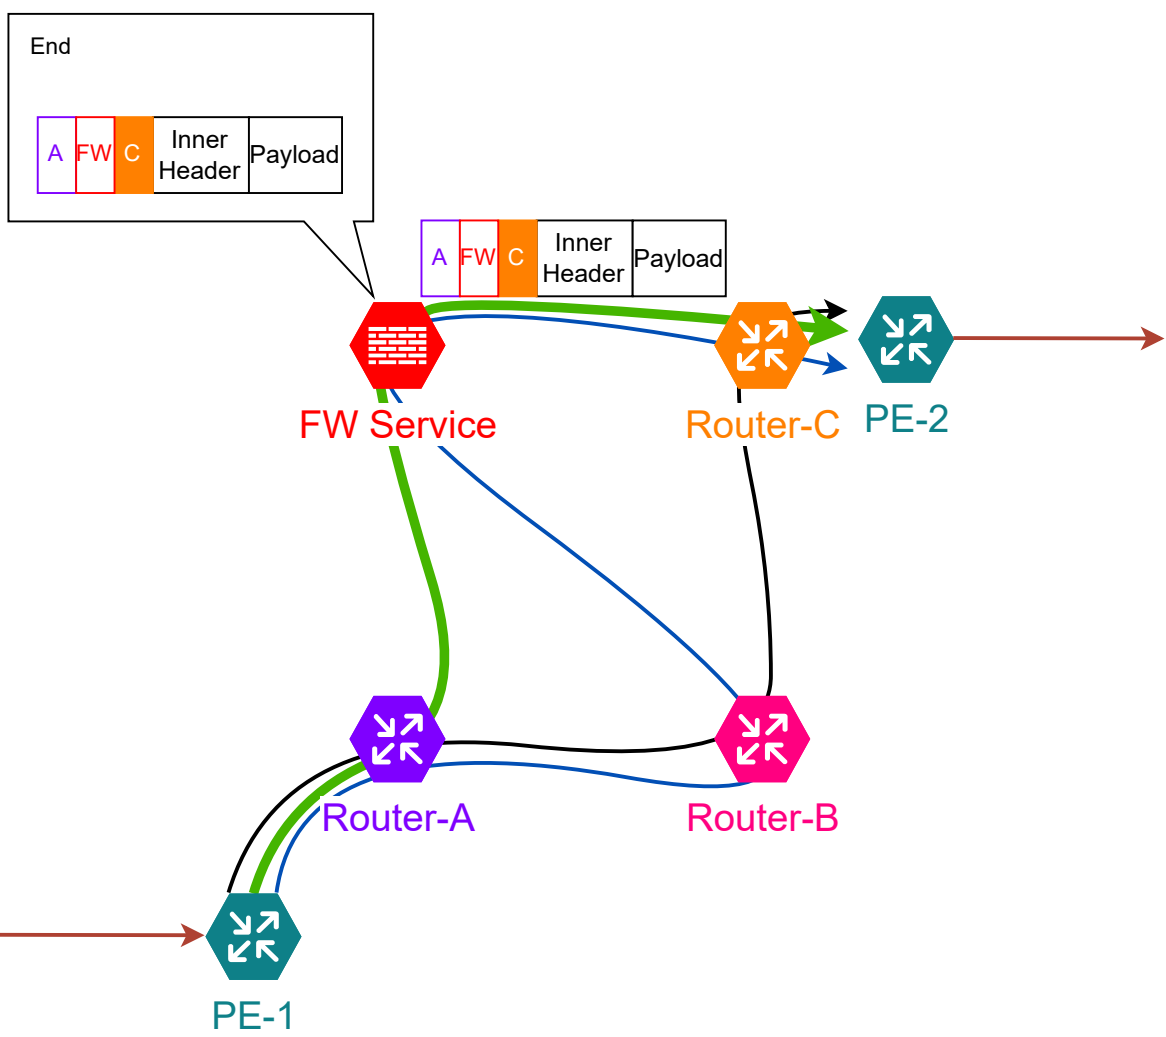 End
A FW C Inner Header Payload
A FW C Inner Header Payload
FW Service
Router-C
PE-2
Router-A
Router-B
PE-1